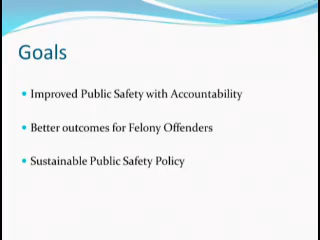 Goals
Improved Public Safety with Accountability
Better outcomes for Felony Offenders
Sustainable Public Safety Policy